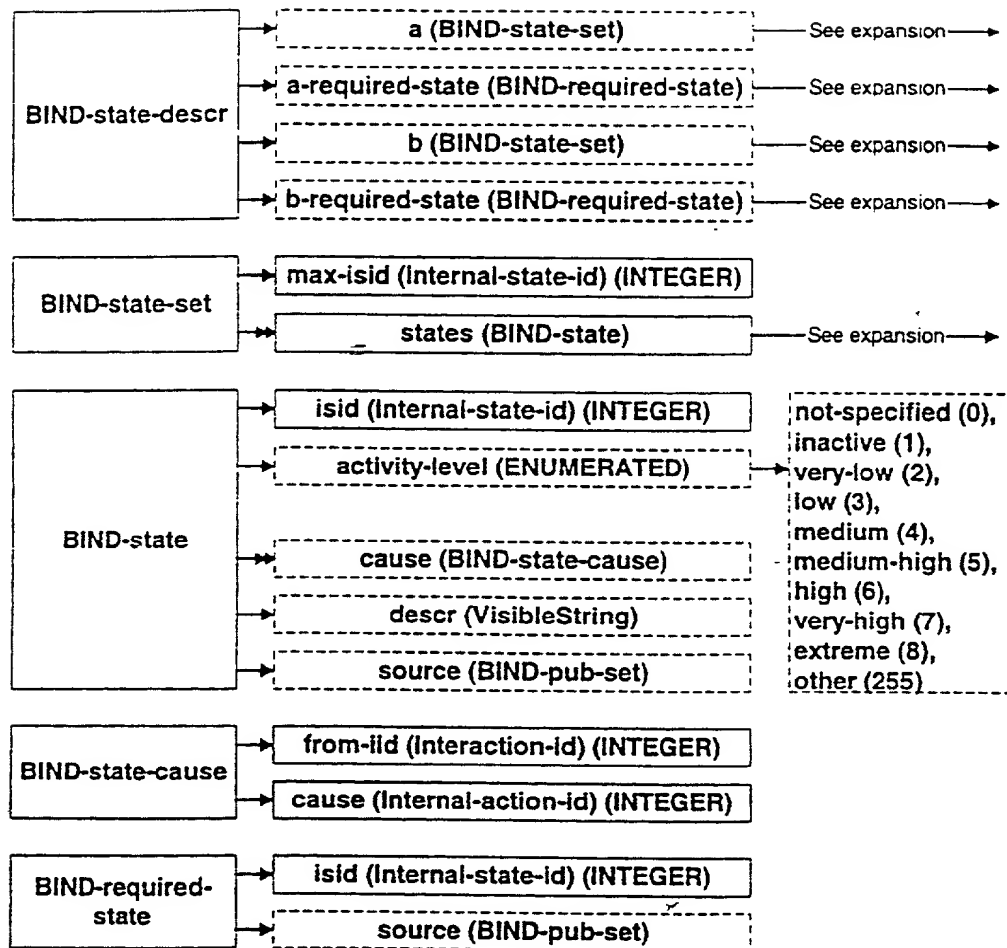 a (BIND-state-set)
See expansion
a-required-state (BIND-required-state)
See expansion
BIND-state-descr
b (BIND-state-set)
See expansion
b-required-state (BIND-required-state)
See expansion
max-isid (Internal-state-id) (INTEGER)
BIND-state-set
states (BIND-state)
See expansion
isid (Internal-state-id) (INTEGER)
activity-level (ENUMERATED)
BIND-state
cause (BIND-state-cause)
descr (VisibleString)
source (BIND-pub-set)
not-specified (0),
inactive (1),
very-low (2),
low (3),
medium (4),
medium-high (5),
high (6),
very-high (7),
extreme (8),
other (255)
from-iid (Interaction-id) (INTEGER)
BIND-state-cause
cause (Internal-action-id) (INTEGER)
BIND-required-
state
isid (Internal-state-id) (INTEGER)
source (BIND-pub-set)